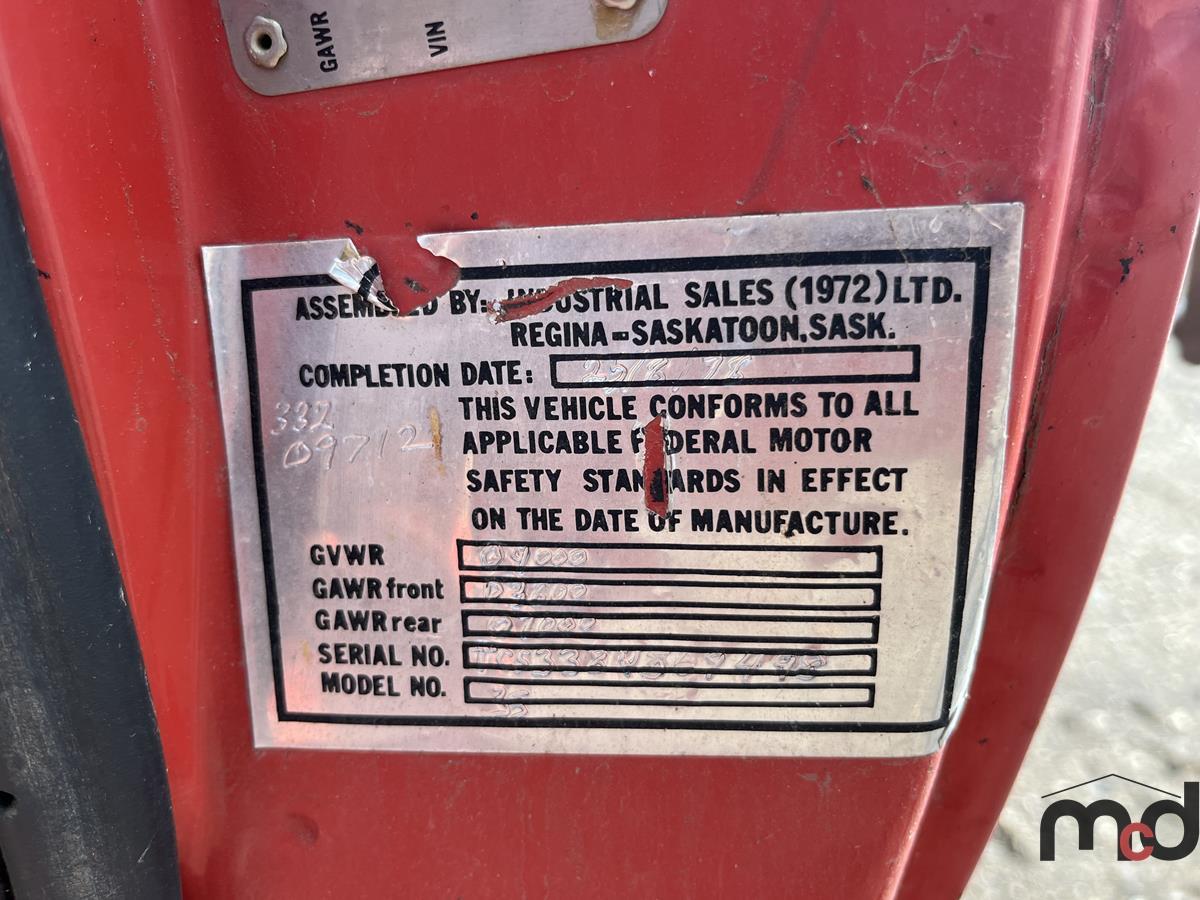 GAWR
VIN
ASSEMBLED BY: INDUSTRIAL SALES (1972) LTD.
REGINA-SASKATOON, SASK.
COMPLETION DATE:
332
09712
THIS VEHICLE CONFORMS TO ALL
APPLICABLE FEDERAL MOTOR
SAFETY STANDARDS IN EFFECT
ON THE DATE OF MANUFACTURE.
GVWR 09000
GAWR front 03600
GAWR rear
SERIAL NO.
MODEL NO.
mcd